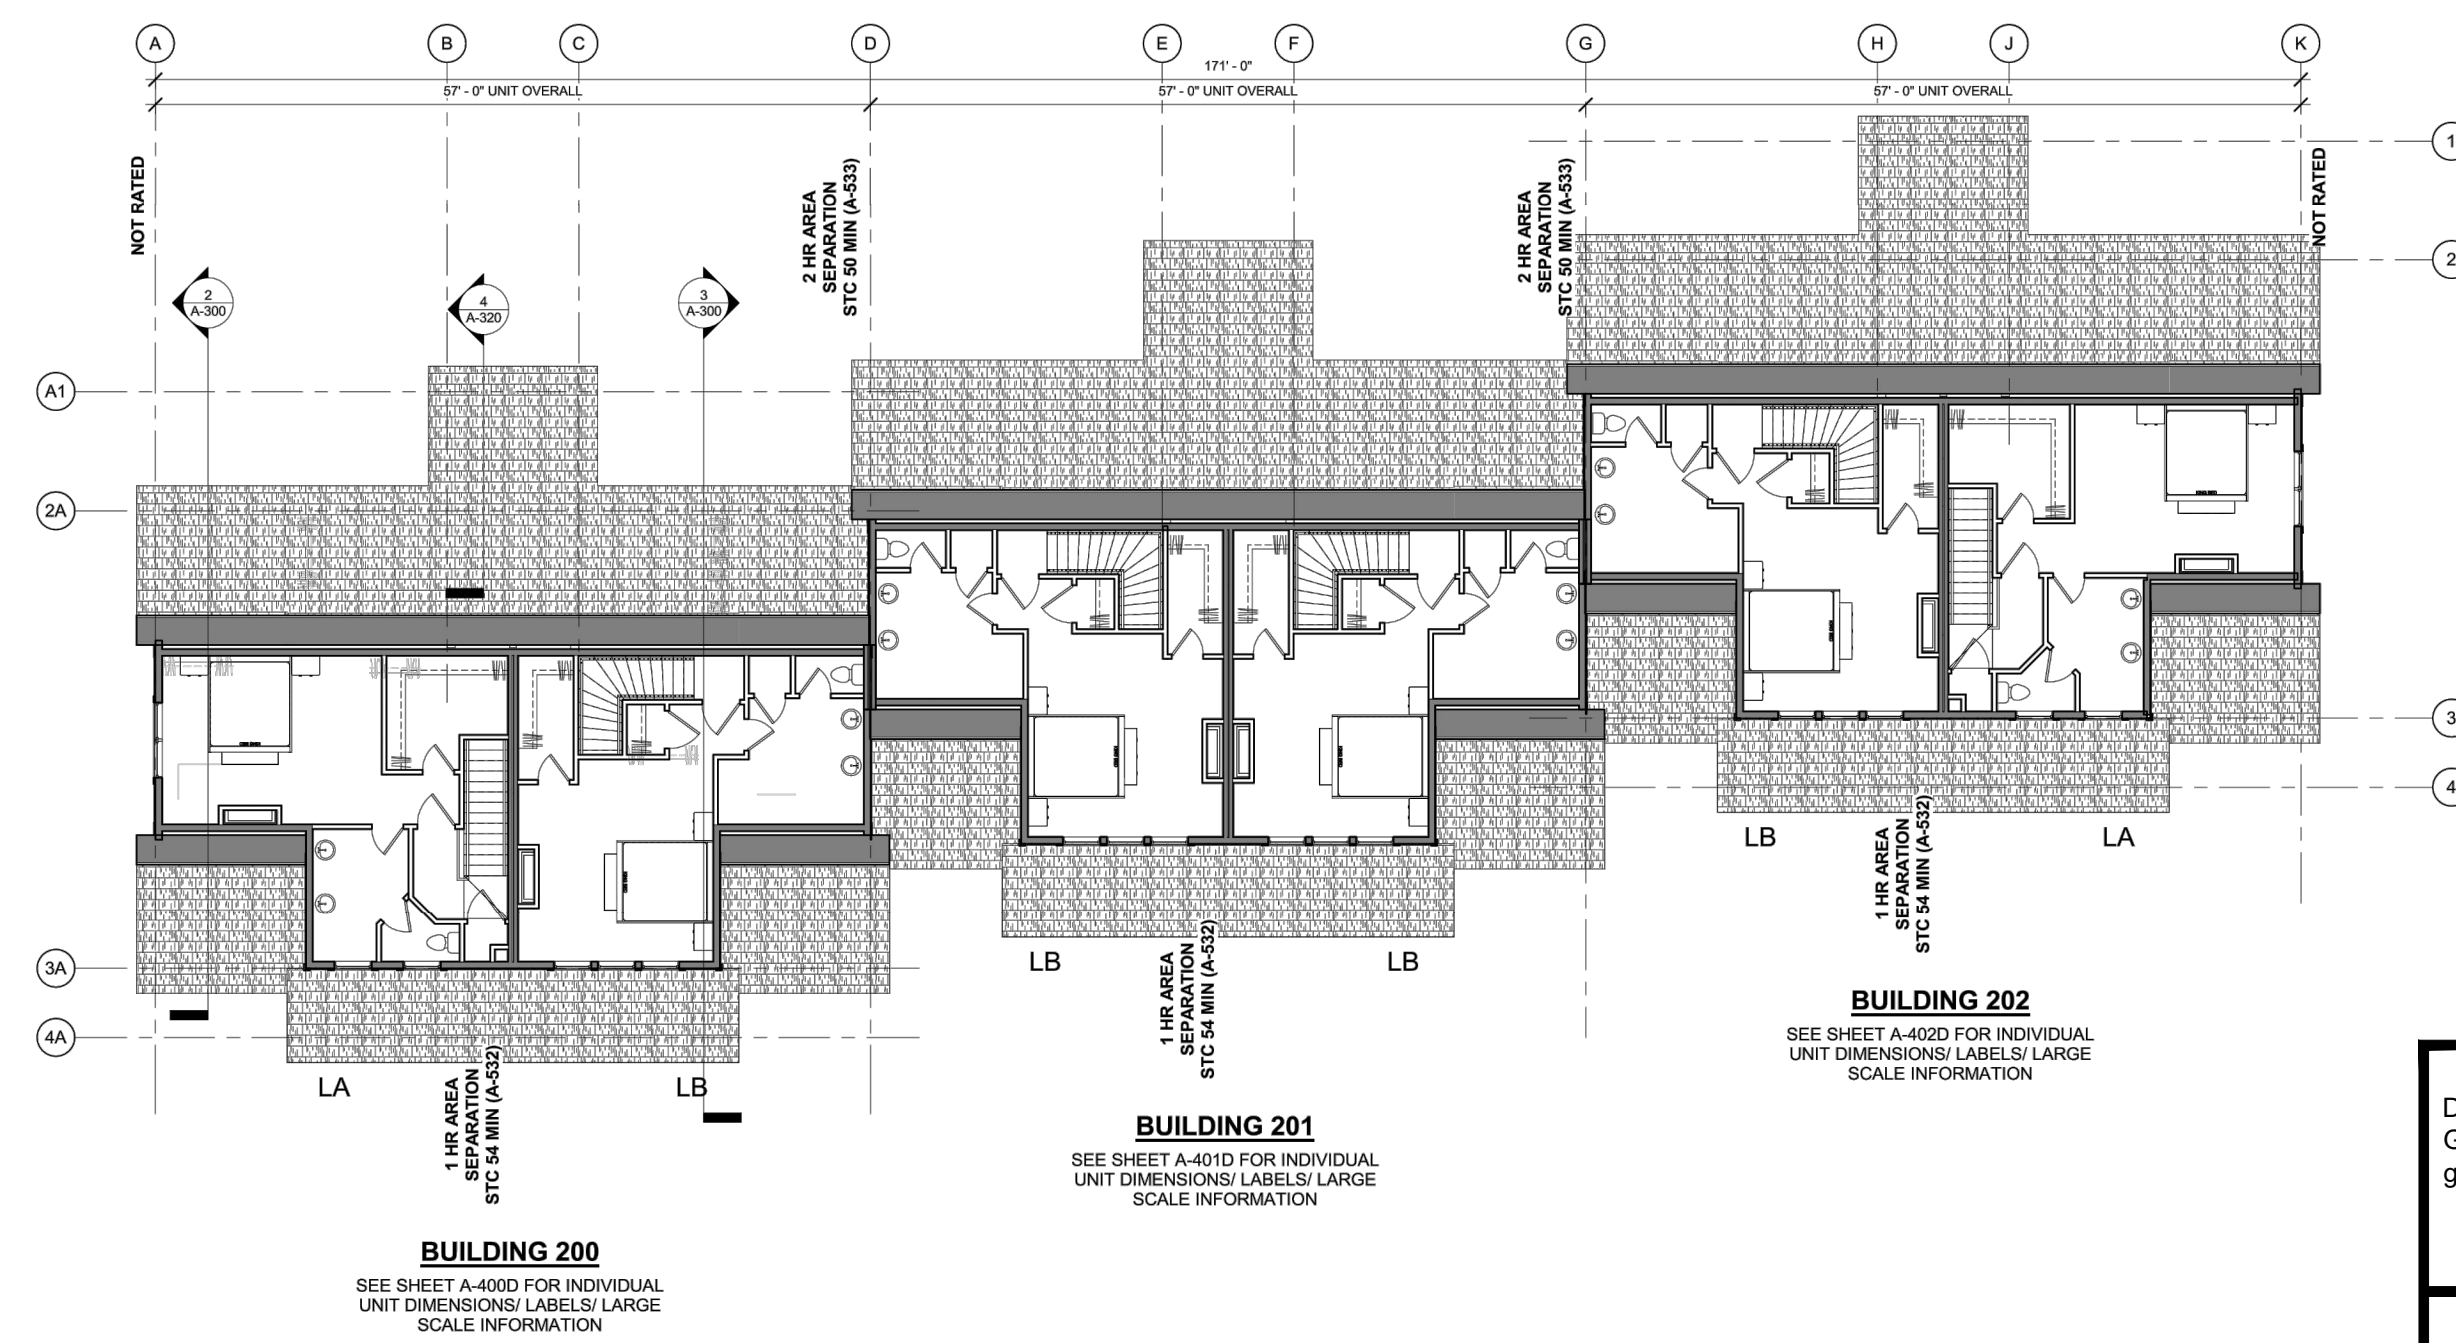 A
B
C
D
E
F
G
H
J
K
171' - 0"
57' - 0" UNIT OVERALL
57' - 0" UNIT OVERALL
57' - 0" UNIT OVERALL
1
2
3
4
A1
2A
3A
4A
NOT RATED
2 HR AREA
SEPARATION
STC 50 MIN (A-533)
2 HR AREA
SEPARATION
STC 50 MIN (A-533)
NOT RATED
2
A-300
4
A-320
3
A-300
LA
1 HR AREA
SEPARATION
STC 54 MIN (A-532)
LB
LB
1 HR AREA
SEPARATION
STC 54 MIN (A-532)
LB
LB
1 HR AREA
SEPARATION
STC 54 MIN (A-532)
LA
BUILDING 200
SEE SHEET A-400D FOR INDIVIDUAL
UNIT DIMENSIONS/ LABELS/ LARGE
SCALE INFORMATION
BUILDING 201
SEE SHEET A-401D FOR INDIVIDUAL
UNIT DIMENSIONS/ LABELS/ LARGE
SCALE INFORMATION
BUILDING 202
SEE SHEET A-402D FOR INDIVIDUAL
UNIT DIMENSIONS/ LABELS/ LARGE
SCALE INFORMATION